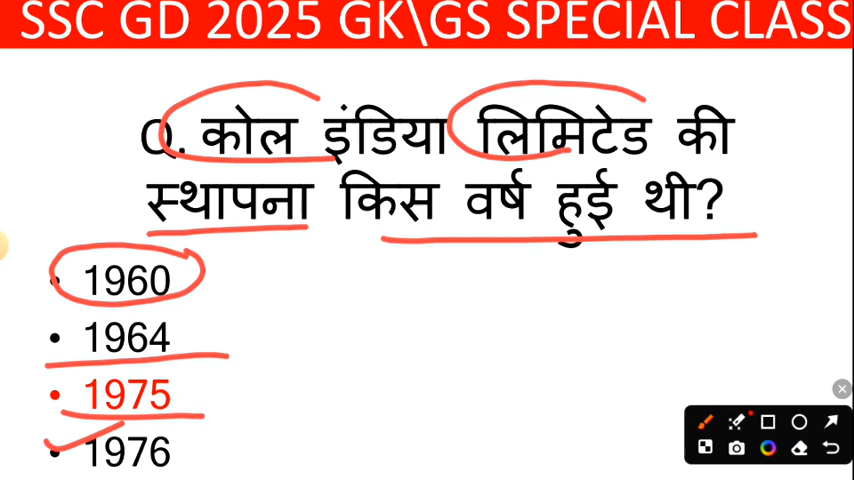 SSC GD 2025 GK\GS SPECIAL CLASS
Q. कोल इंडिया लिमिटेड की
स्थापना किस वर्ष हुई थी?
• 1960
• 1964
• 1975
• 1976